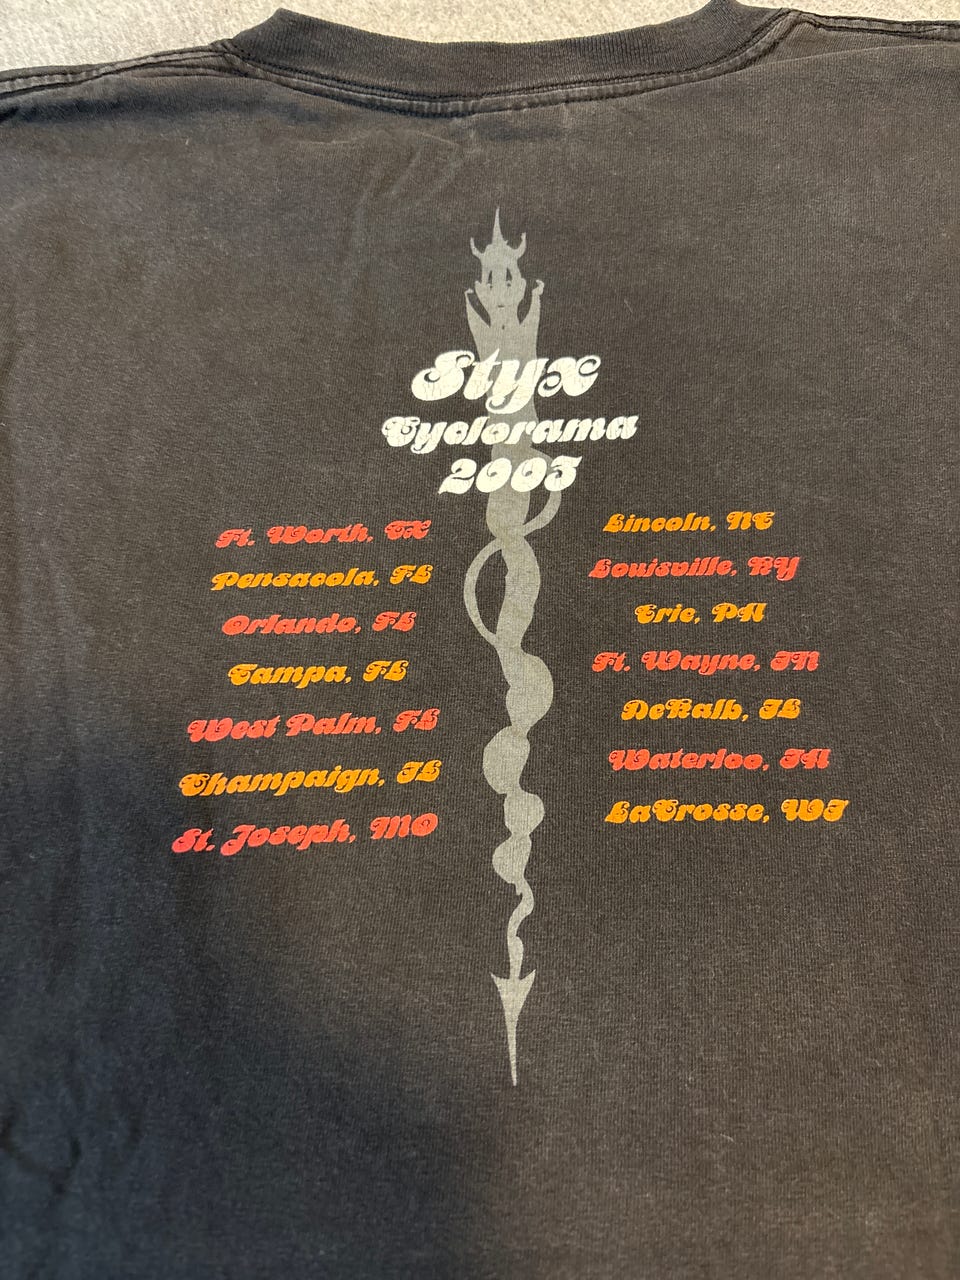 Styx
Cyclorama
2003
Ft. Worth, TX
Pensacola, FL
Orlando, FL
Tampa, FL
West Palm, FL
Champaign, IL
St. Joseph, MO
Lincoln, NE
Louisville, KY
Erie, PA
Ft. Wayne, IN
DeKalb, IL
Waterloo, IA
LaCrosse, WI